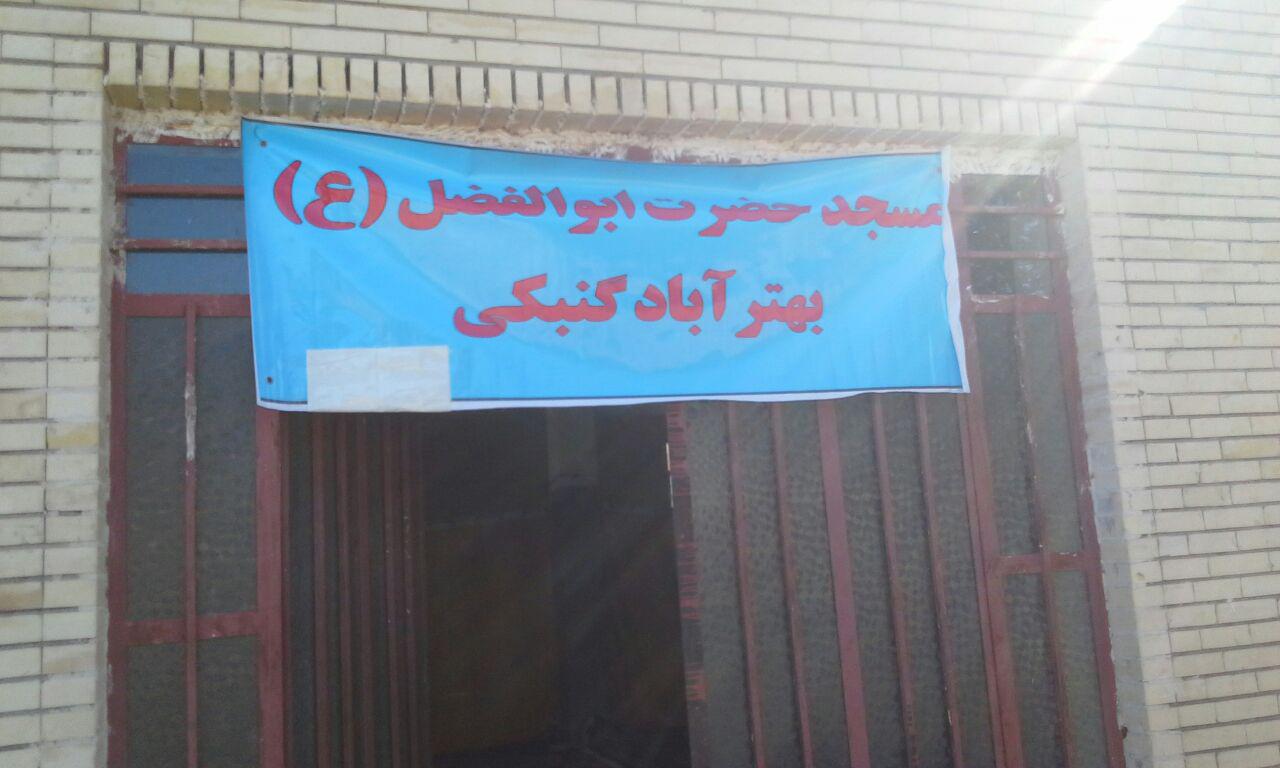 مسجد حضرت ابوالفضل (ع)
بهتر آباد گنبکی